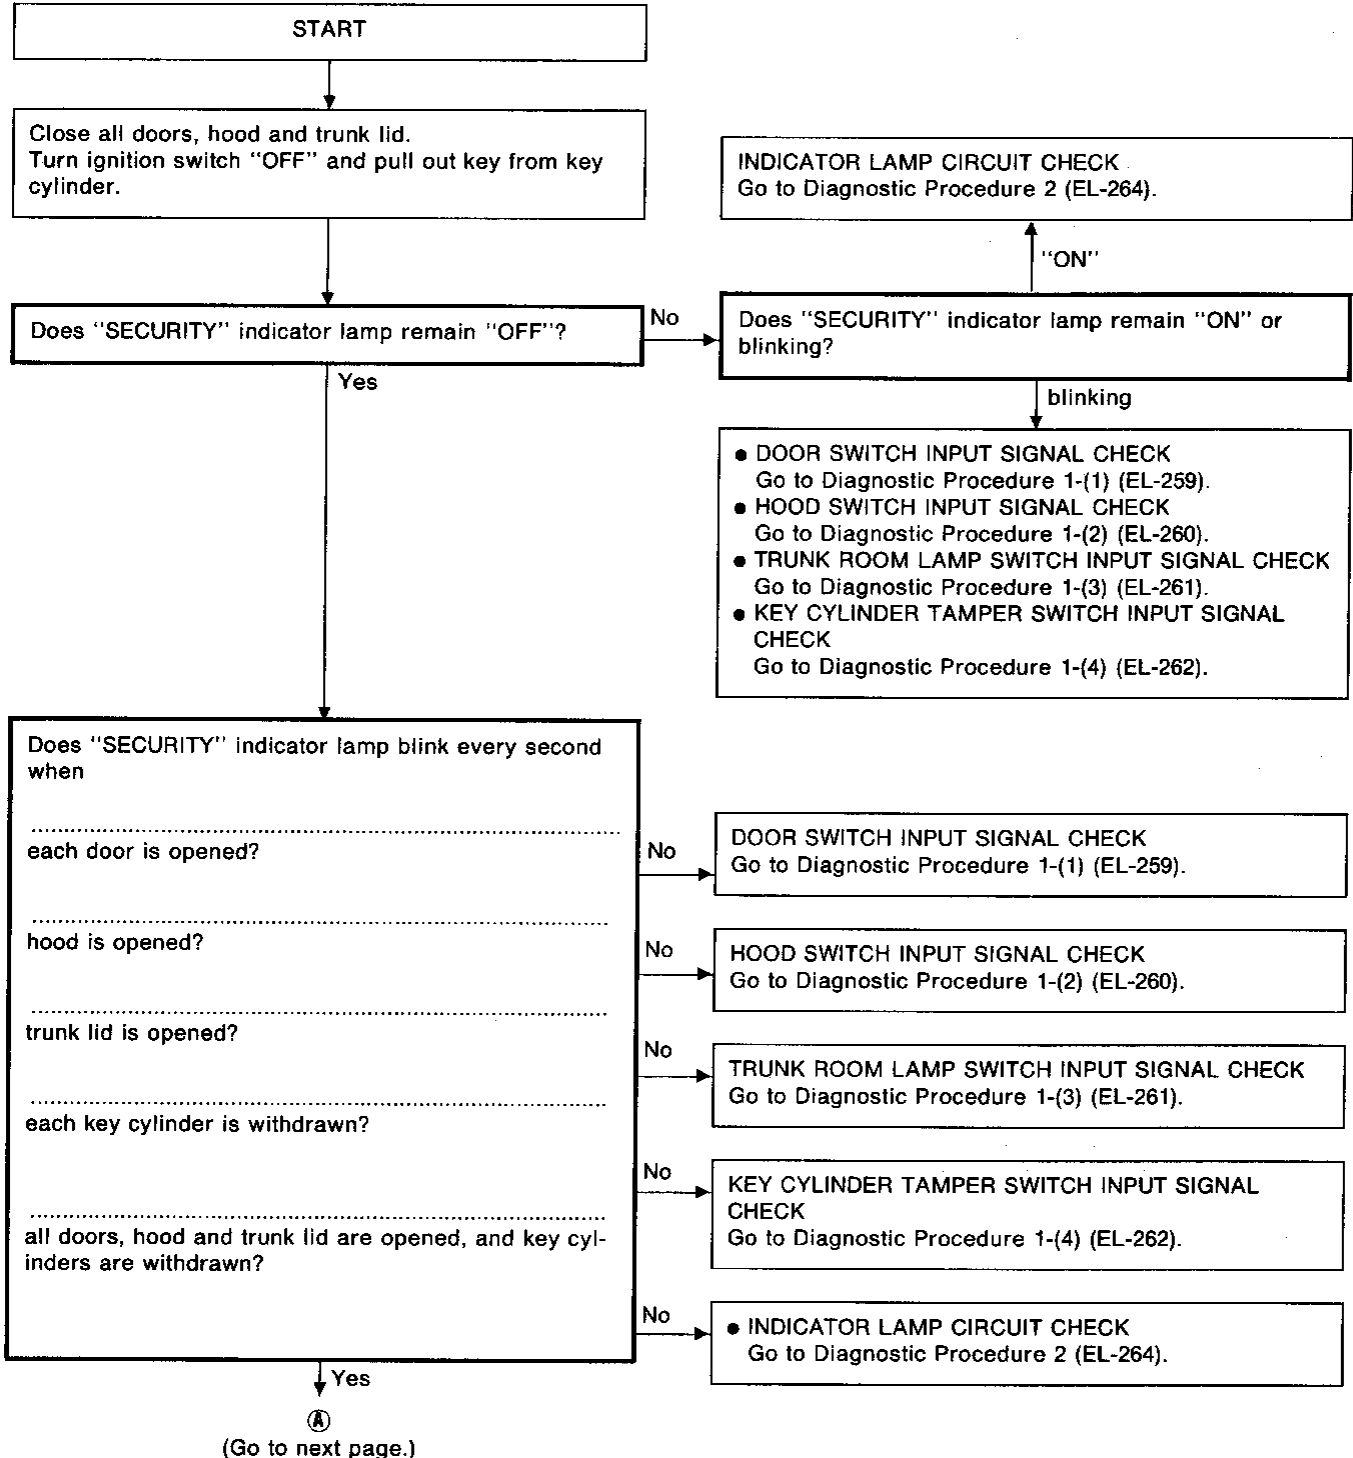 START
Close all doors, hood and trunk lid.
Turn ignition switch "OFF" and pull out key from key
cylinder.
INDICATOR LAMP CIRCUIT CHECK
Go to Diagnostic Procedure 2 (EL-264).
"ON"
Does "SECURITY" indicator lamp remain "OFF"?
No
Does "SECURITY" indicator lamp remain "ON" or
blinking?
Yes
blinking
● DOOR SWITCH INPUT SIGNAL CHECK
Go to Diagnostic Procedure 1-(1) (EL-259).
● HOOD SWITCH INPUT SIGNAL CHECK
Go to Diagnostic Procedure 1-(2) (EL-260).
● TRUNK ROOM LAMP SWITCH INPUT SIGNAL CHECK
Go to Diagnostic Procedure 1-(3) (EL-261).
● KEY CYLINDER TAMPER SWITCH INPUT SIGNAL
CHECK
Go to Diagnostic Procedure 1-(4) (EL-262).
Does "SECURITY" indicator lamp blink every second
when
each door is opened?
No
DOOR SWITCH INPUT SIGNAL CHECK
Go to Diagnostic Procedure 1-(1) (EL-259).
hood is opened?
No
HOOD SWITCH INPUT SIGNAL CHECK
Go to Diagnostic Procedure 1-(2) (EL-260).
trunk lid is opened?
No
TRUNK ROOM LAMP SWITCH INPUT SIGNAL CHECK
Go to Diagnostic Procedure 1-(3) (EL-261).
each key cylinder is withdrawn?
No
KEY CYLINDER TAMPER SWITCH INPUT SIGNAL
CHECK
Go to Diagnostic Procedure 1-(4) (EL-262).
all doors, hood and trunk lid are opened, and key cyl-
inders are withdrawn?
No
● INDICATOR LAMP CIRCUIT CHECK
Go to Diagnostic Procedure 2 (EL-264).
Yes
Ⓐ
(Go to next page.)